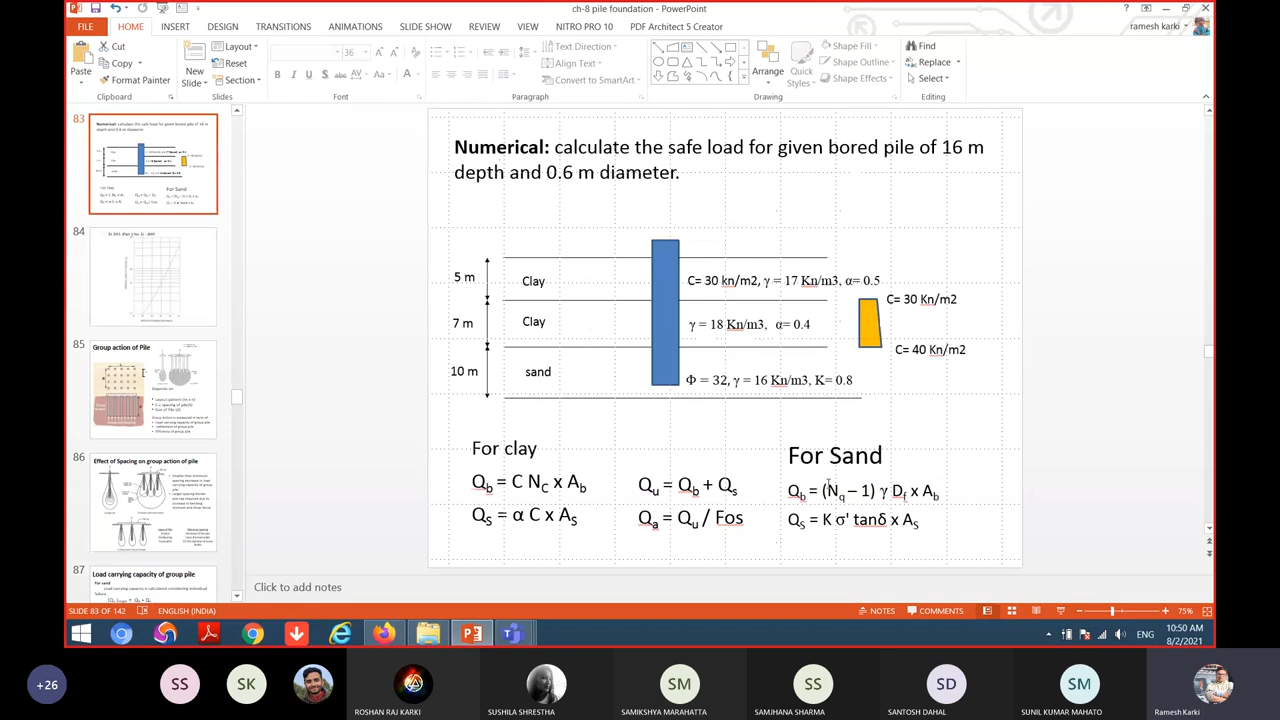 ch-8 pile foundation - PowerPoint
FILE HOME INSERT DESIGN TRANSITIONS ANIMATIONS SLIDE SHOW REVIEW VIEW NITRO PRO 10 PDF Architect 5 Creator
ramesh karki
Paste
Cut
Copy
Format Painter
Clipboard
New
Slide
Layout
Reset
Section
Slides
36
B I U S abc AV Aa A
Font
Text Direction
Align Text
Convert to SmartArt
Paragraph
Arrange
Quick
Styles
Shape Fill
Shape Outline
Shape Effects
Drawing
Find
Replace
Select
Editing
83
84
85
Group action of Pile
86
Effect of Spacing on group action of pile
87
Load carrying capacity of group pile
For sand
Numerical: calculate the safe load for given bored pile of 16 m
depth and 0.6 m diameter.
5 m
Clay
C= 30 kn/m2, γ = 17 Kn/m3, α= 0.5
C= 30 Kn/m2
7 m
Clay
γ = 18 Kn/m3, α= 0.4
C= 40 Kn/m2
10 m
sand
Φ = 32, γ = 16 Kn/m3, K= 0.8
For clay
Qb = C Nc x Ab
Qs = α C x As
Qu = Qb + Qs
Qa = Qu / Fos
For Sand
Qb = (Nq – 1) γ Df x Ab
Qs = K σ' tanδ x As
Click to add notes
SLIDE 83 OF 142 ENGLISH (INDIA) NOTES COMMENTS 75%
ENG
10:50 AM
8/2/2021
+26
SS
SK
ROSHAN RAJ KARKI
SUSHILA SHRESTHA
SM
SAMIKSHYA MARAHATTA
SS
SAMJHANA SHARMA
SD
SANTOSH DAHAL
SM
SUNIL KUMAR MAHATO
Ramesh Karki